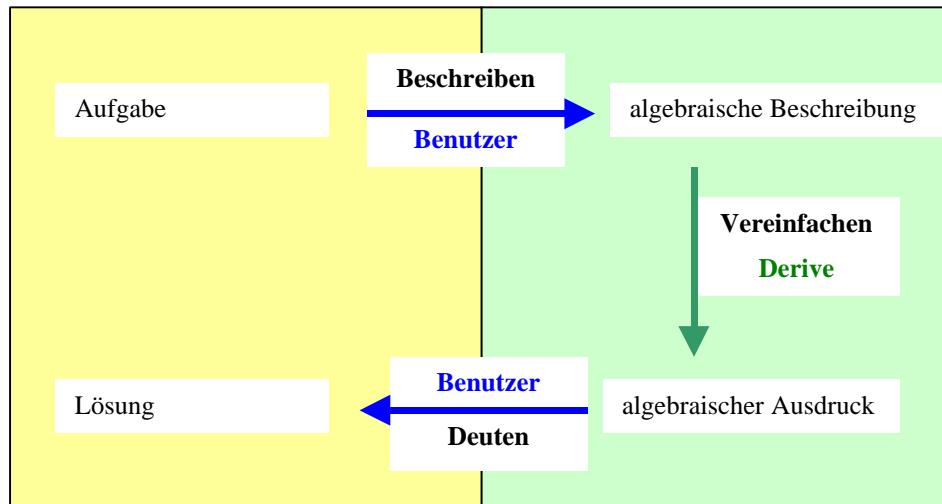 Aufgabe
Beschreiben
Benutzer
algebraische Beschreibung
Vereinfachen
Derive
algebraischer Ausdruck
Benutzer
Deuten
Lösung